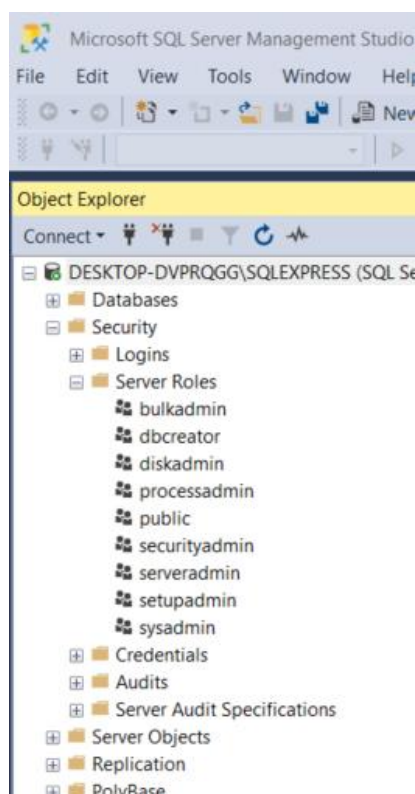 Microsoft SQL Server Management Studio
File Edit View Tools Window Help
New
Object Explorer
Connect
DESKTOP-DVPRQGG\SQLEXPRESS (SQL Se
Databases
Security
Logins
Server Roles
bulkadmin
dbcreator
diskadmin
processadmin
public
securityadmin
serveradmin
setupadmin
sysadmin
Credentials
Audits
Server Audit Specifications
Server Objects
Replication
PolyBase